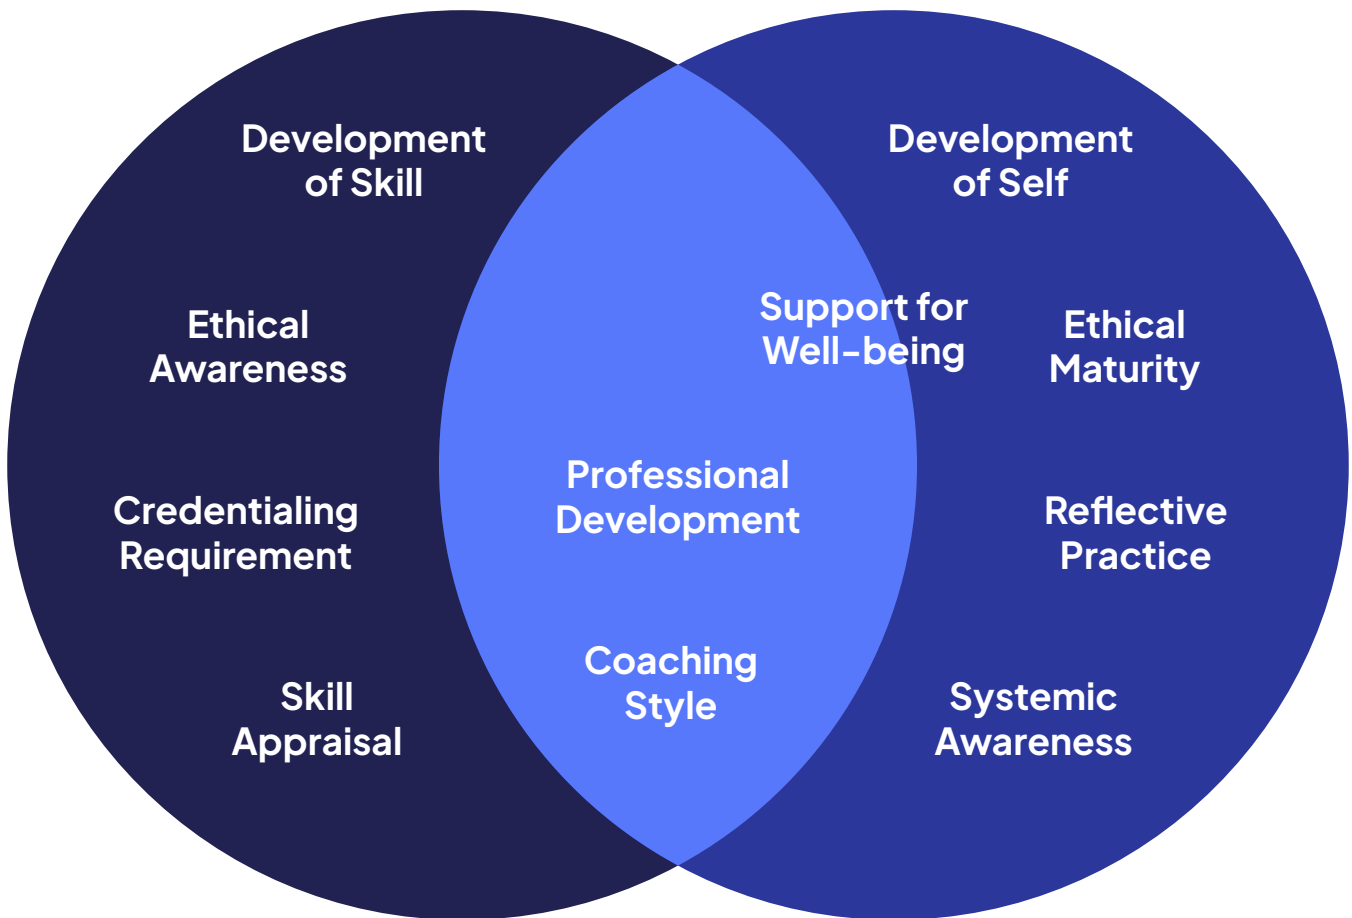 Development
of Skill
Ethical
Awareness
Credentialing
Requirement
Skill
Appraisal
Support for
Well-being
Professional
Development
Coaching
Style
Development
of Self
Ethical
Maturity
Reflective
Practice
Systemic
Awareness